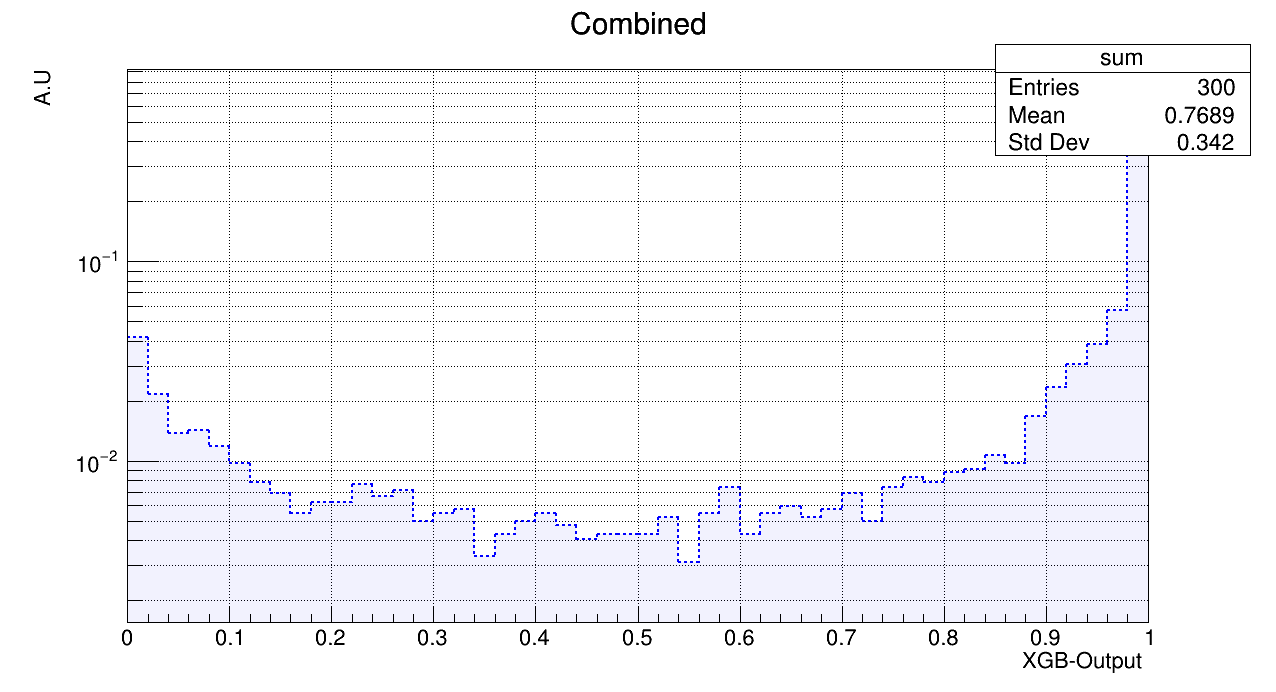 Combined
A.U
sum
Entries 300
Mean 0.7689
Std Dev 0.342
10⁻¹
10⁻²
0 0.1 0.2 0.3 0.4 0.5 0.6 0.7 0.8 0.9 1
XGB-Output